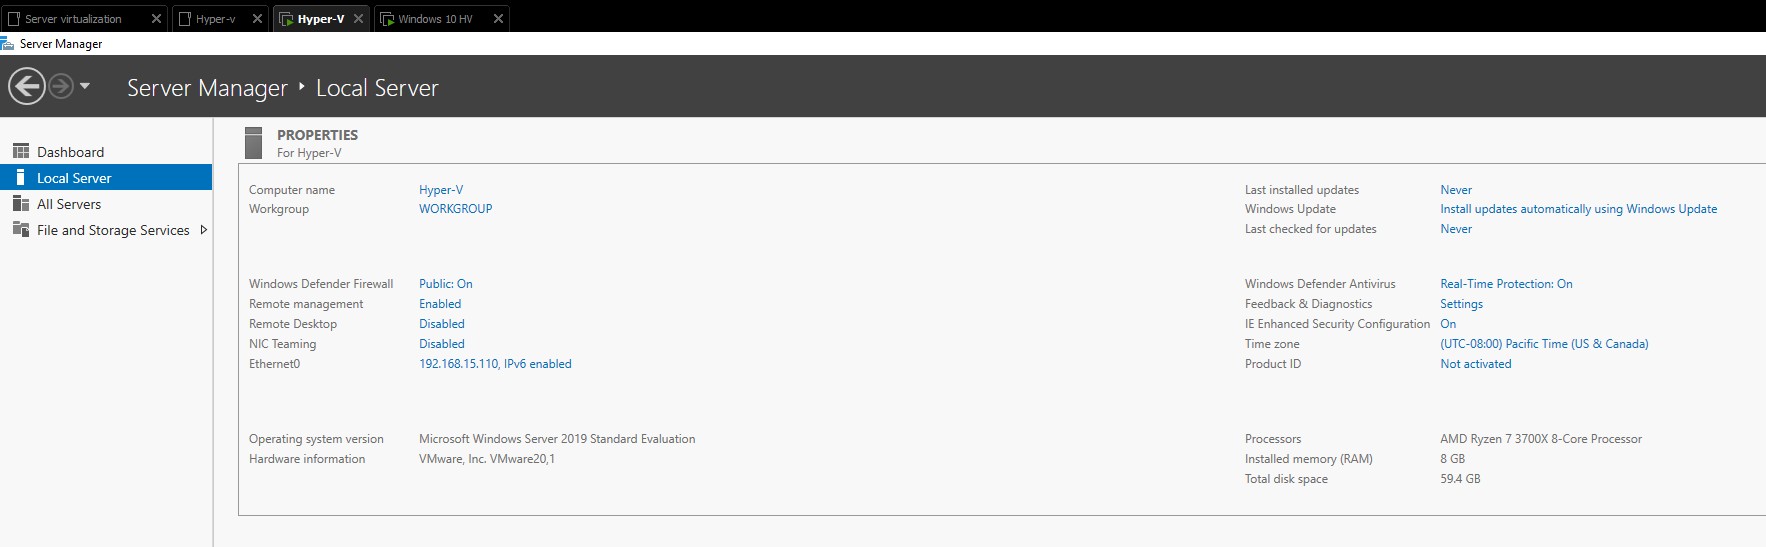 Server virtualization
Hyper-v
Hyper-V
Windows 10 HV
Server Manager
Server Manager ‣ Local Server
Dashboard
Local Server
All Servers
File and Storage Services
PROPERTIES
For Hyper-V
Computer name Hyper-V
Workgroup WORKGROUP
Last installed updates Never
Windows Update Install updates automatically using Windows Update
Last checked for updates Never
Windows Defender Firewall Public: On
Remote management Enabled
Remote Desktop Disabled
NIC Teaming Disabled
Ethernet0 192.168.15.110, IPv6 enabled
Windows Defender Antivirus Real-Time Protection: On
Feedback & Diagnostics Settings
IE Enhanced Security Configuration On
Time zone (UTC-08:00) Pacific Time (US & Canada)
Product ID Not activated
Operating system version Microsoft Windows Server 2019 Standard Evaluation
Hardware information VMware, Inc. VMware20,1
Processors AMD Ryzen 7 3700X 8-Core Processor
Installed memory (RAM) 8 GB
Total disk space 59.4 GB